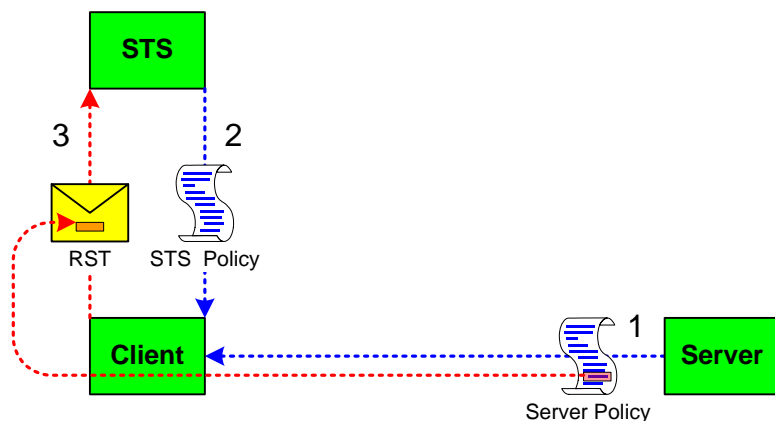 STS
3
2
RST
STS Policy
1
Client
Server
Server Policy